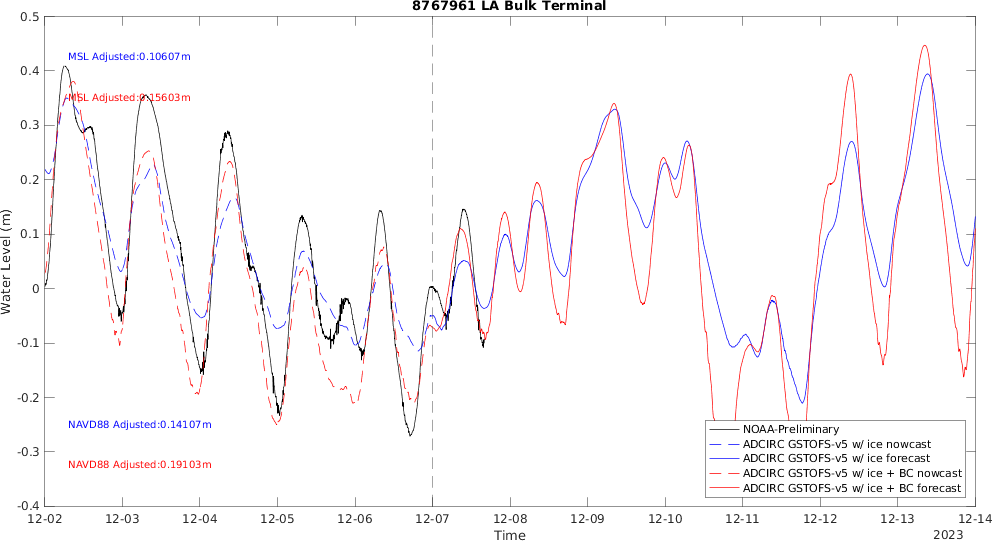 8767961 LA Bulk Terminal
0.5
0.4
0.3
0.2
0.1
0
-0.1
-0.2
-0.3
-0.4
Water Level (m)
MSL Adjusted:0.10607m
MSL Adjusted:0.15603m
NAVD88 Adjusted:0.14107m
NAVD88 Adjusted:0.19103m
NOAA-Preliminary
ADCIRC GSTOFS-v5 w/ ice nowcast
ADCIRC GSTOFS-v5 w/ ice forecast
ADCIRC GSTOFS-v5 w/ ice + BC nowcast
ADCIRC GSTOFS-v5 w/ ice + BC forecast
12-02 12-03 12-04 12-05 12-06 12-07 12-08 12-09 12-10 12-11 12-12 12-13 12-14
Time
2023